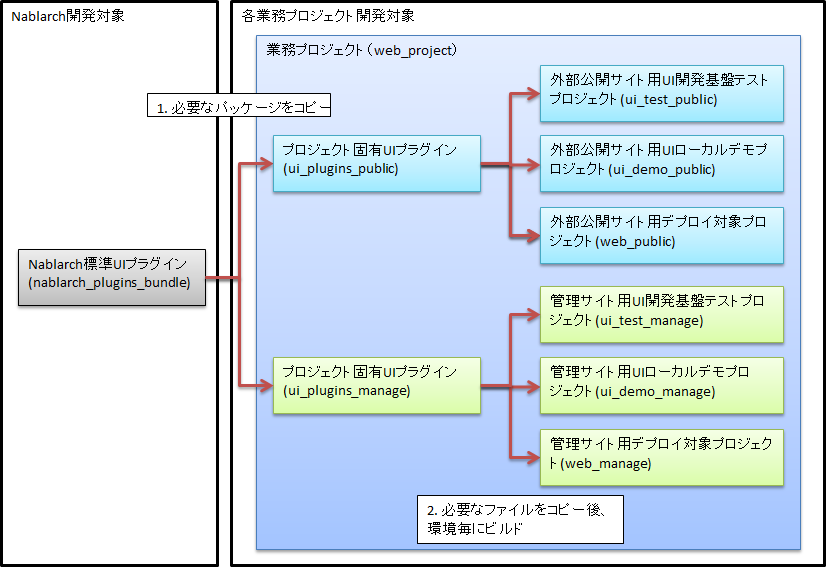 Nablarch開発対象
各業務プロジェクト開発対象
業務プロジェクト（web_project）
1. 必要なパッケージをコピー
外部公開サイト用UI開発基盤テスト
プロジェクト(ui_test_public)
プロジェクト固有UIプラグイン
(ui_plugins_public)
外部公開サイト用UIローカルデモプ
ロジェクト(ui_demo_public)
外部公開サイト用デプロイ対象プロ
ジェクト(web_public)
Nablarch標準UIプラグイン
(nablarch_plugins_bundle)
管理サイト用UI開発基盤テストプロ
ジェクト(ui_test_manage)
プロジェクト固有UIプラグイン
(ui_plugins_manage)
管理サイト用UIローカルデモプロ
ジェクト(ui_demo_manage)
管理サイト用デプロイ対象プロジェク
ト(web_manage)
2. 必要なファイルをコピー後、
環境毎にビルド